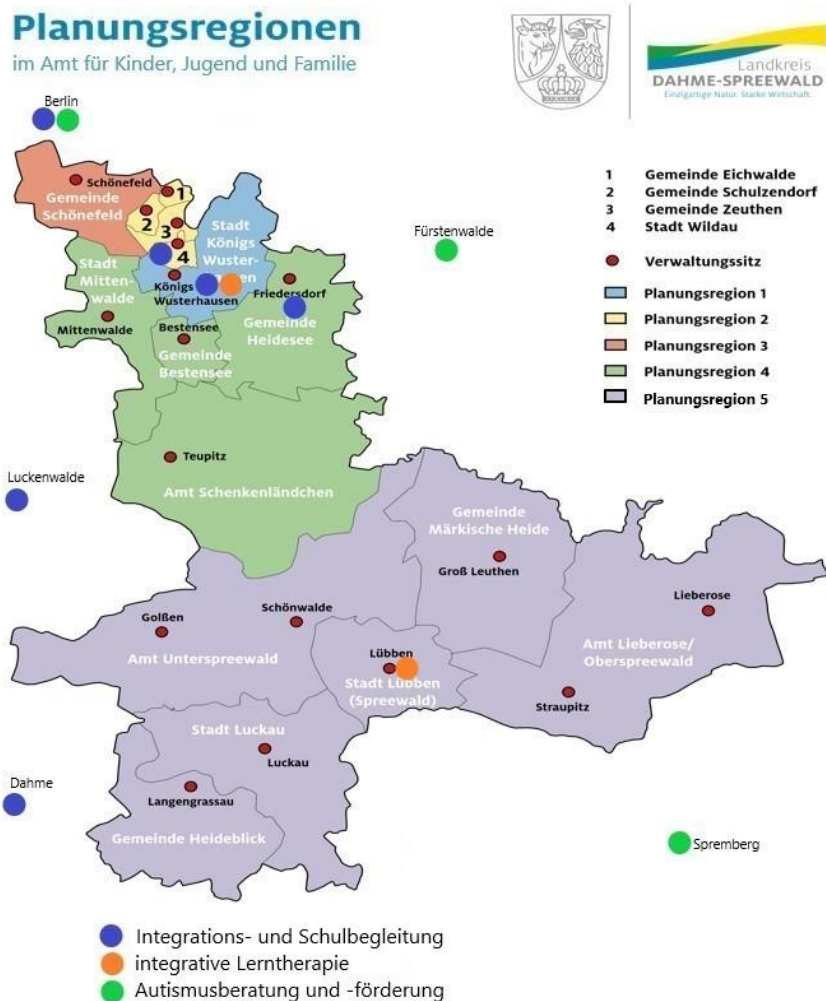 Planungsregionen
im Amt für Kinder, Jugend und Familie
Landkreis
DAHME-SPREEWALD
Einzigartige Natur. Starke Wirtschaft.
Berlin
1 Gemeinde Eichwalde
2 Gemeinde Schulzendorf
3 Gemeinde Zeuthen
4 Stadt Wildau
Verwaltungssitz
Planungsregion 1
Planungsregion 2
Planungsregion 3
Planungsregion 4
Planungsregion 5
Schönefeld
Gemeinde
Schönefeld
1
2
3
4
Stadt
Königs
Wuster-
Fürstenwalde
Stadt
Mitten-
walde
Königs
Wusterhausen
Friedersdorf
Mittenwalde
Bestensee
Gemeinde
Heidesee
Gemeinde
Bestensee
Teupitz
Amt Schenkenländchen
Luckenwalde
Gemeinde
Märkische Heide
Groß Leuthen
Lieberose
Golßen
Schönwalde
Amt Unterspreewald
Amt Lieberose/
Oberspreewald
Lübben
Stadt Lübben
(Spreewald)
Straupitz
Stadt Luckau
Luckau
Dahme
Langengrassau
Gemeinde Heideblick
Spremberg
Integrations- und Schulbegleitung
integrative Lerntherapie
Autismusberatung und -förderung